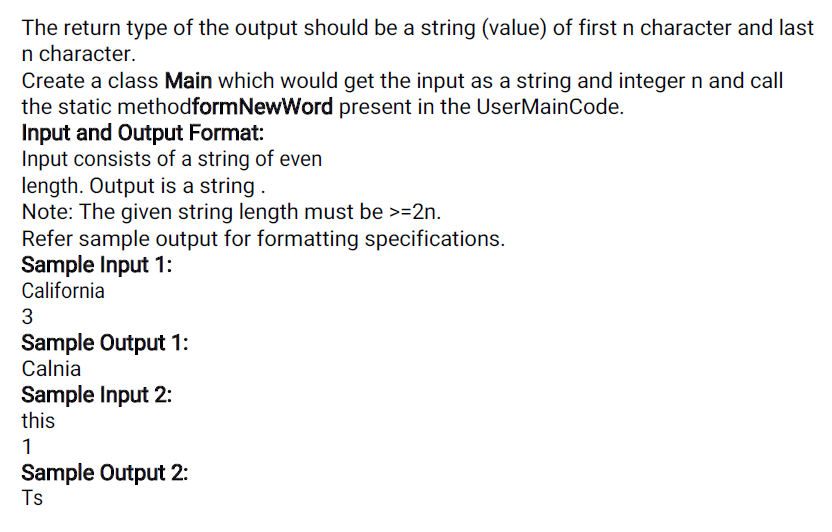 The return type of the output should be a string (value) of first n character and last
n character.
Create a class Main which would get the input as a string and integer n and call
the static methodformNewWord present in the UserMainCode.
Input and Output Format:
Input consists of a string of even
length. Output is a string .
Note: The given string length must be >=2n.
Refer sample output for formatting specifications.
Sample Input 1:
California
3
Sample Output 1:
Calnia
Sample Input 2:
this
1
Sample Output 2:
Ts